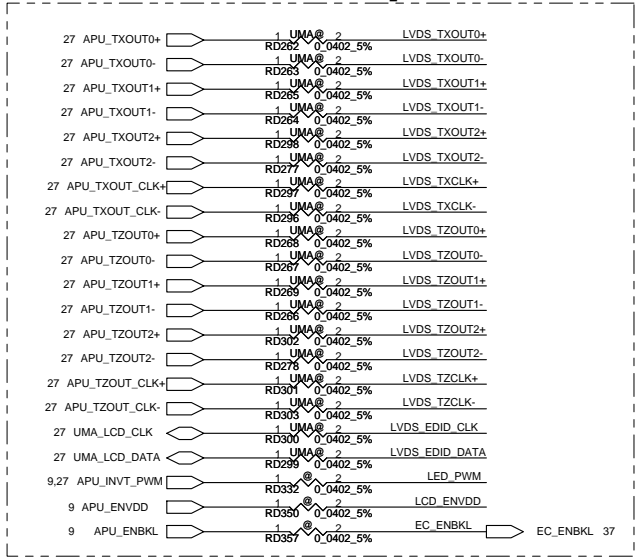 27 APU_TXOUT0+ 1 UMA@ 2 LVDS_TXOUT0+
RD262 0_0402_5%
27 APU_TXOUT0- 1 UMA@ 2 LVDS_TXOUT0-
RD263 0_0402_5%
27 APU_TXOUT1+ 1 UMA@ 2 LVDS_TXOUT1+
RD265 0_0402_5%
27 APU_TXOUT1- 1 UMA@ 2 LVDS_TXOUT1-
RD264 0_0402_5%
27 APU_TXOUT2+ 1 UMA@ 2 LVDS_TXOUT2+
RD298 0_0402_5%
27 APU_TXOUT2- 1 UMA@ 2 LVDS_TXOUT2-
RD277 0_0402_5%
27 APU_TXOUT_CLK+ 1 UMA@ 2 LVDS_TXCLK+
RD297 0_0402_5%
27 APU_TXOUT_CLK- 1 UMA@ 2 LVDS_TXCLK-
RD296 0_0402_5%
27 APU_TZOUT0+ 1 UMA@ 2 LVDS_TZOUT0+
RD268 0_0402_5%
27 APU_TZOUT0- 1 UMA@ 2 LVDS_TZOUT0-
RD267 0_0402_5%
27 APU_TZOUT1+ 1 UMA@ 2 LVDS_TZOUT1+
RD269 0_0402_5%
27 APU_TZOUT1- 1 UMA@ 2 LVDS_TZOUT1-
RD266 0_0402_5%
27 APU_TZOUT2+ 1 UMA@ 2 LVDS_TZOUT2+
RD302 0_0402_5%
27 APU_TZOUT2- 1 UMA@ 2 LVDS_TZOUT2-
RD278 0_0402_5%
27 APU_TZOUT_CLK+ 1 UMA@ 2 LVDS_TZCLK+
RD301 0_0402_5%
27 APU_TZOUT_CLK- 1 UMA@ 2 LVDS_TZCLK-
RD303 0_0402_5%
27 UMA_LCD_CLK 1 UMA@ 2 LVDS_EDID_CLK
RD300 0_0402_5%
27 UMA_LCD_DATA 1 UMA@ 2 LVDS_EDID_DATA
RD299 0_0402_5%
9,27 APU_INVT_PWM 1 @ 2 LED_PWM
RD332 0_0402_5%
9 APU_ENVDD 1 @ 2 LCD_ENVDD
RD350 0_0402_5%
9 APU_ENBKL 1 @ 2 EC_ENBKL EC_ENBKL 37
RD357 0_0402_5%